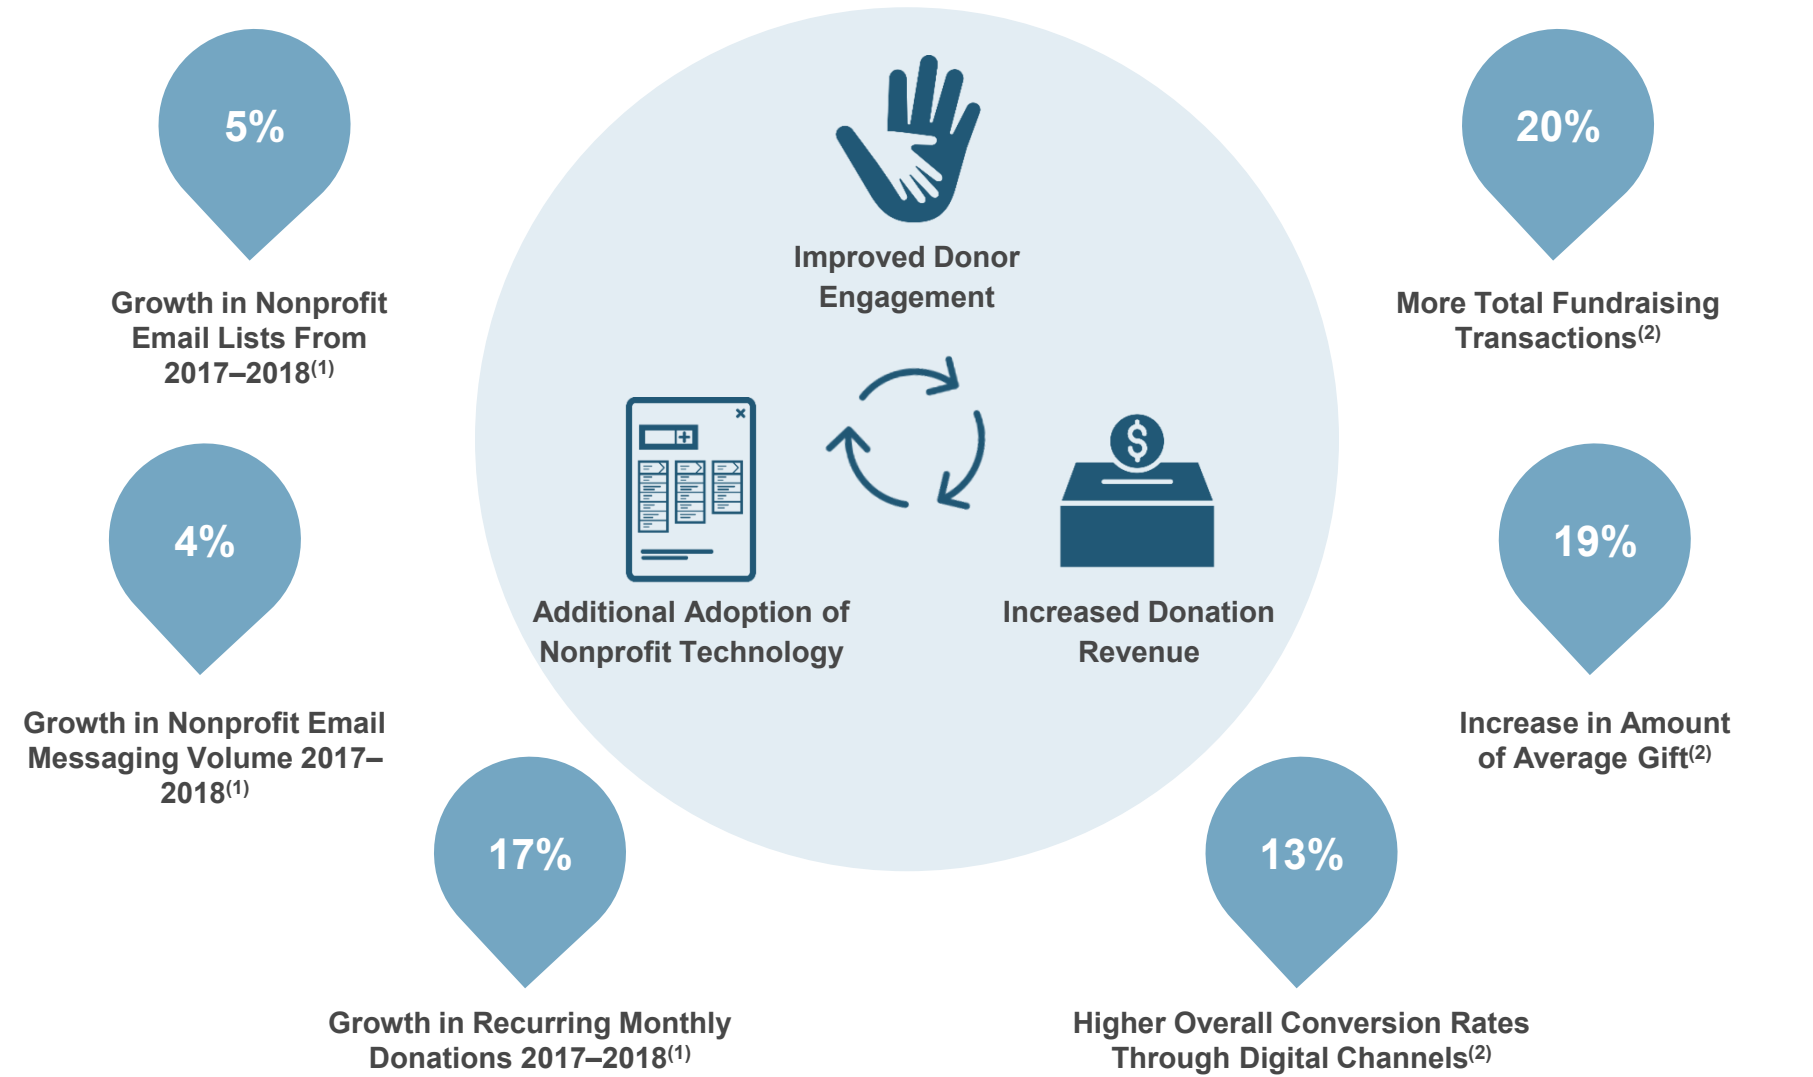 5%
Growth in Nonprofit
Email Lists From
2017–2018(1)
4%
Growth in Nonprofit Email
Messaging Volume 2017–
2018(1)
17%
Growth in Recurring Monthly
Donations 2017–2018(1)
Improved Donor
Engagement
Additional Adoption of
Nonprofit Technology
$
Increased Donation
Revenue
20%
More Total Fundraising
Transactions(2)
19%
Increase in Amount
of Average Gift(2)
13%
Higher Overall Conversion Rates
Through Digital Channels(2)